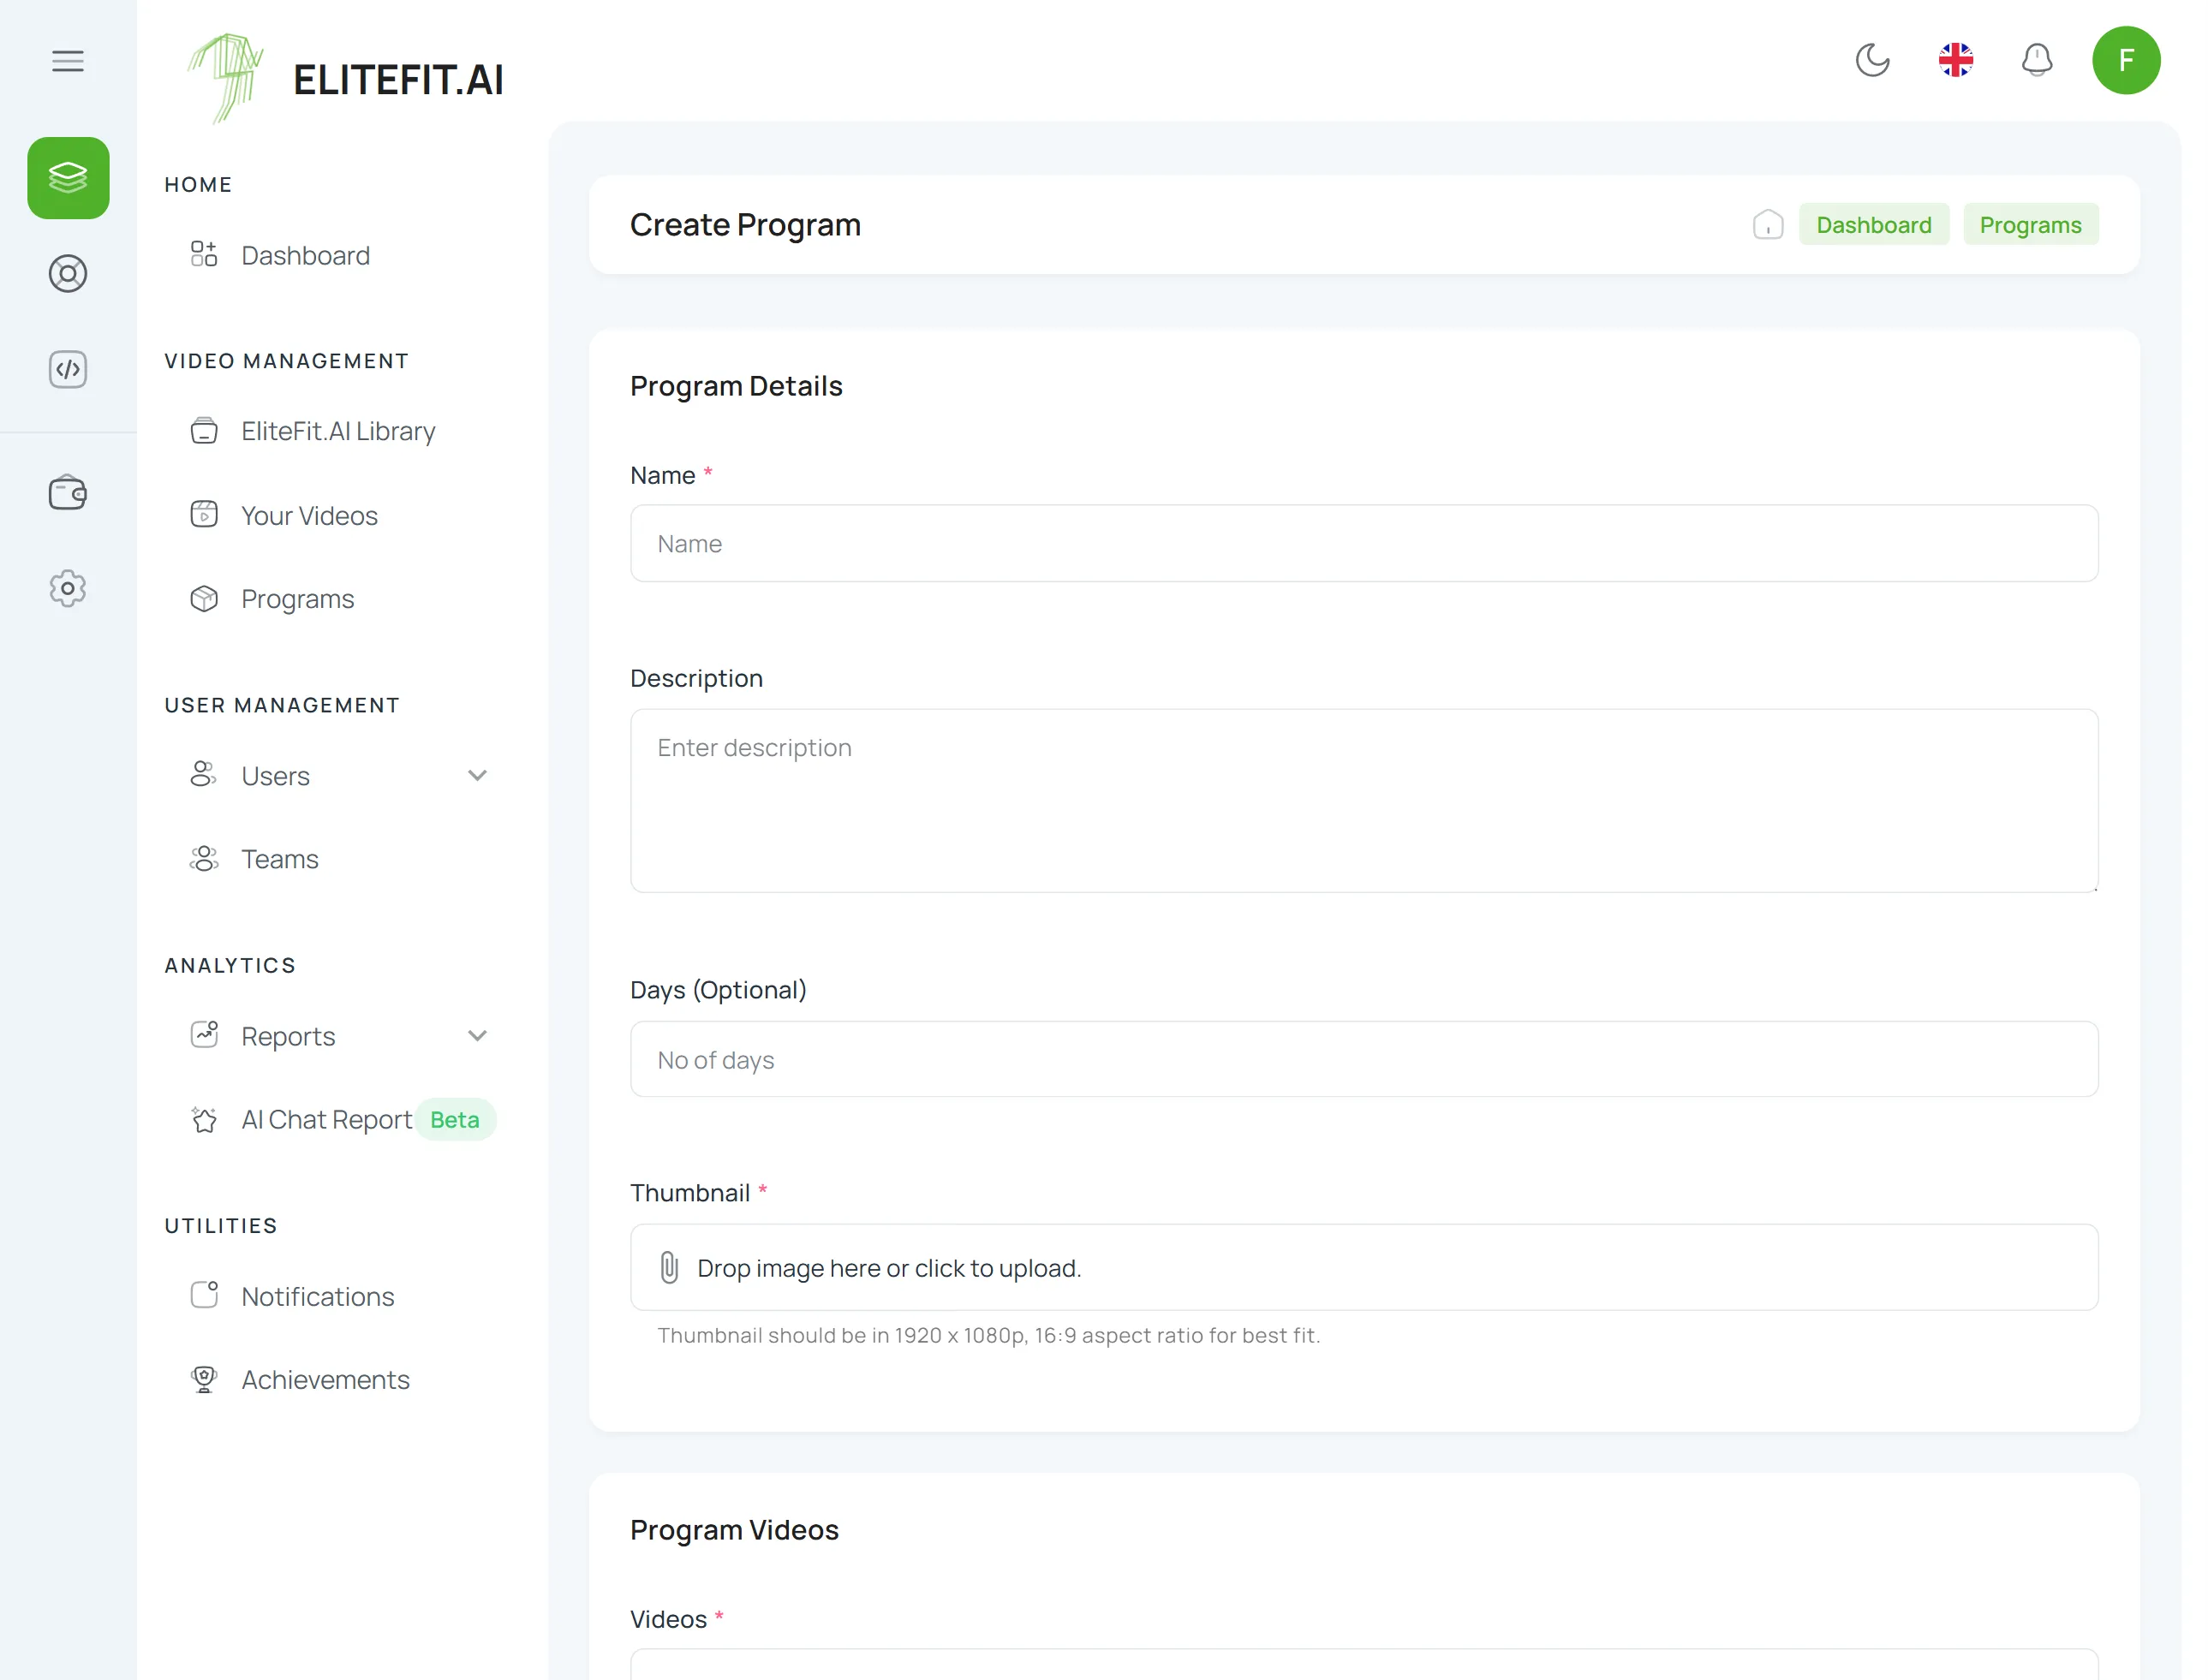 ELITEFIT.AI
F
HOME
Dashboard
VIDEO MANAGEMENT
EliteFit.AI Library
Your Videos
Programs
USER MANAGEMENT
Users
Teams
ANALYTICS
Reports
AI Chat Report Beta
UTILITIES
Notifications
Achievements
Create Program
Dashboard Programs
Program Details
Name *
Name
Description
Enter description
Days (Optional)
No of days
Thumbnail *
Drop image here or click to upload.
Thumbnail should be in 1920 x 1080p, 16:9 aspect ratio for best fit.
Program Videos
Videos *